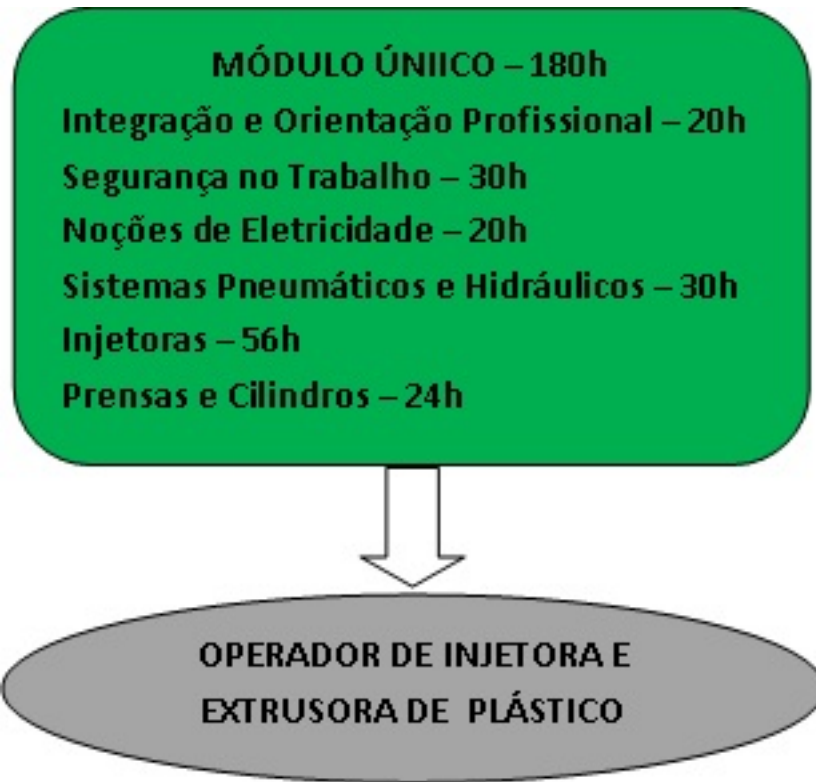 MÓDULO ÚNIICO – 180h
Integração e Orientação Profissional – 20h
Segurança no Trabalho – 30h
Noções de Eletricidade – 20h
Sistemas Pneumáticos e Hidráulicos – 30h
Injetoras – 56h
Prensas e Cilindros – 24h
OPERADOR DE INJETORA E
EXTRUSORA DE PLÁSTICO